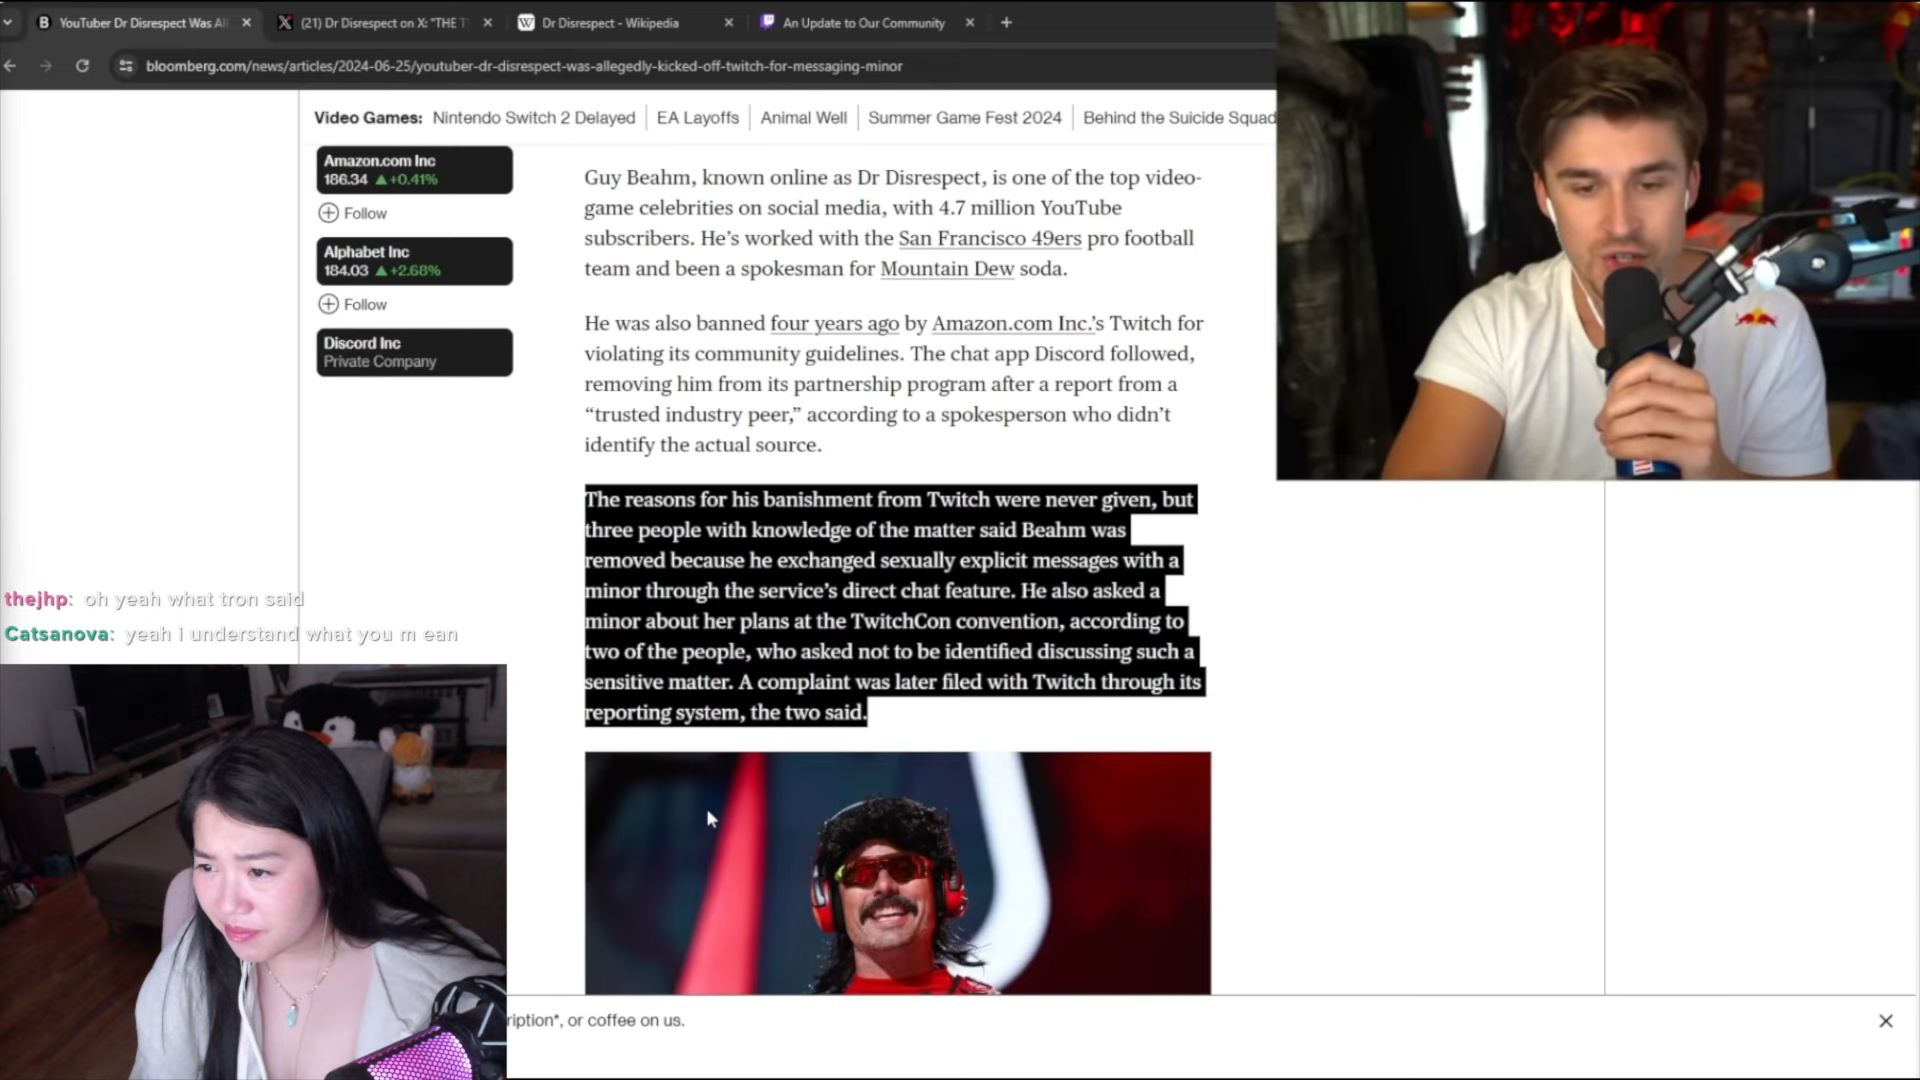 YouTuber Dr Disrespect Was Al
(21) Dr Disrespect on X: "THE T
Dr Disrespect - Wikipedia
An Update to Our Community
bloomberg.com/news/articles/2024-06-25/youtuber-dr-disrespect-was-allegedly-kicked-off-twitch-for-messaging-minor
Video Games: Nintendo Switch 2 Delayed EA Layoffs Animal Well Summer Game Fest 2024 Behind the Suicide Squad
Amazon.com Inc
186.34 ▲+0.41%
Follow
Alphabet Inc
184.03 ▲+2.68%
Follow
Discord Inc
Private Company
Guy Beahm, known online as Dr Disrespect, is one of the top video-
game celebrities on social media, with 4.7 million YouTube
subscribers. He’s worked with the San Francisco 49ers pro football
team and been a spokesman for Mountain Dew soda.
He was also banned four years ago by Amazon.com Inc.’s Twitch for
violating its community guidelines. The chat app Discord followed,
removing him from its partnership program after a report from a
“trusted industry peer,” according to a spokesperson who didn’t
identify the actual source.
The reasons for his banishment from Twitch were never given, but
three people with knowledge of the matter said Beahm was
removed because he exchanged sexually explicit messages with a
minor through the service’s direct chat feature. He also asked a
minor about her plans at the TwitchCon convention, according to
two of the people, who asked not to be identified discussing such a
sensitive matter. A complaint was later filed with Twitch through its
reporting system, the two said.
thejhp: oh yeah what tron said
Catsanova: yeah i understand what you m ean
ription*, or coffee on us.